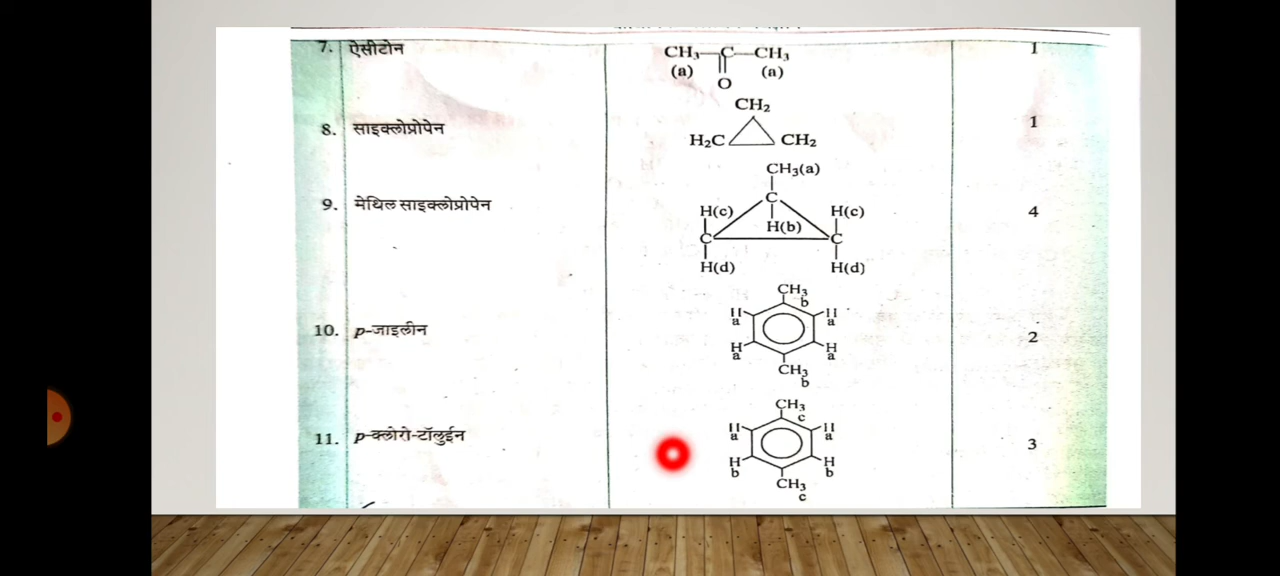 7. ऐसीटोन CH₃—C—CH₃ 1
(a) (a)
O
CH₂
8. साइक्लोप्रोपेन 1
H₂C CH₂
CH₃(a)
C
9. मेथिल साइक्लोप्रोपेन H(c) H(c) 4
H(b)
C C
H(d) H(d)
CH₃
b
H H
a a
10. p-जाइलीन 2
H H
a a
CH₃
b
CH₃
c
H H
a a
11. p-क्लोरो-टॉलुईन 3
H H
b b
CH₃
c